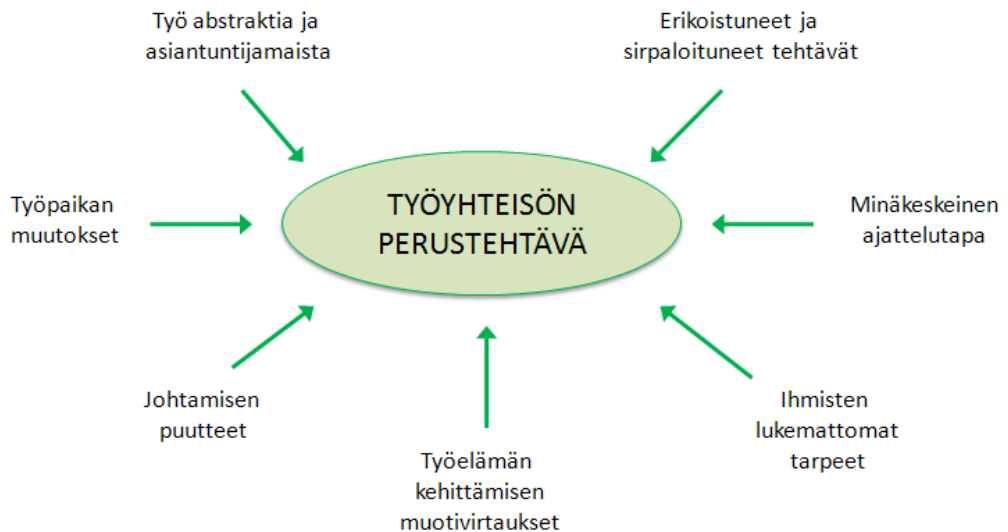 Työ abstraktia ja
asiantuntijamaista
Erikoistuneet ja
sirpaloituneet tehtävät
Työpaikan
muutokset
TYÖYHTEISÖN
PERUSTEHTÄVÄ
Minäkeskeinen
ajattelutapa
Johtamisen
puutteet
Työelämän
kehittämisen
muotivirtaukset
Ihmisten
lukemattomat
tarpeet